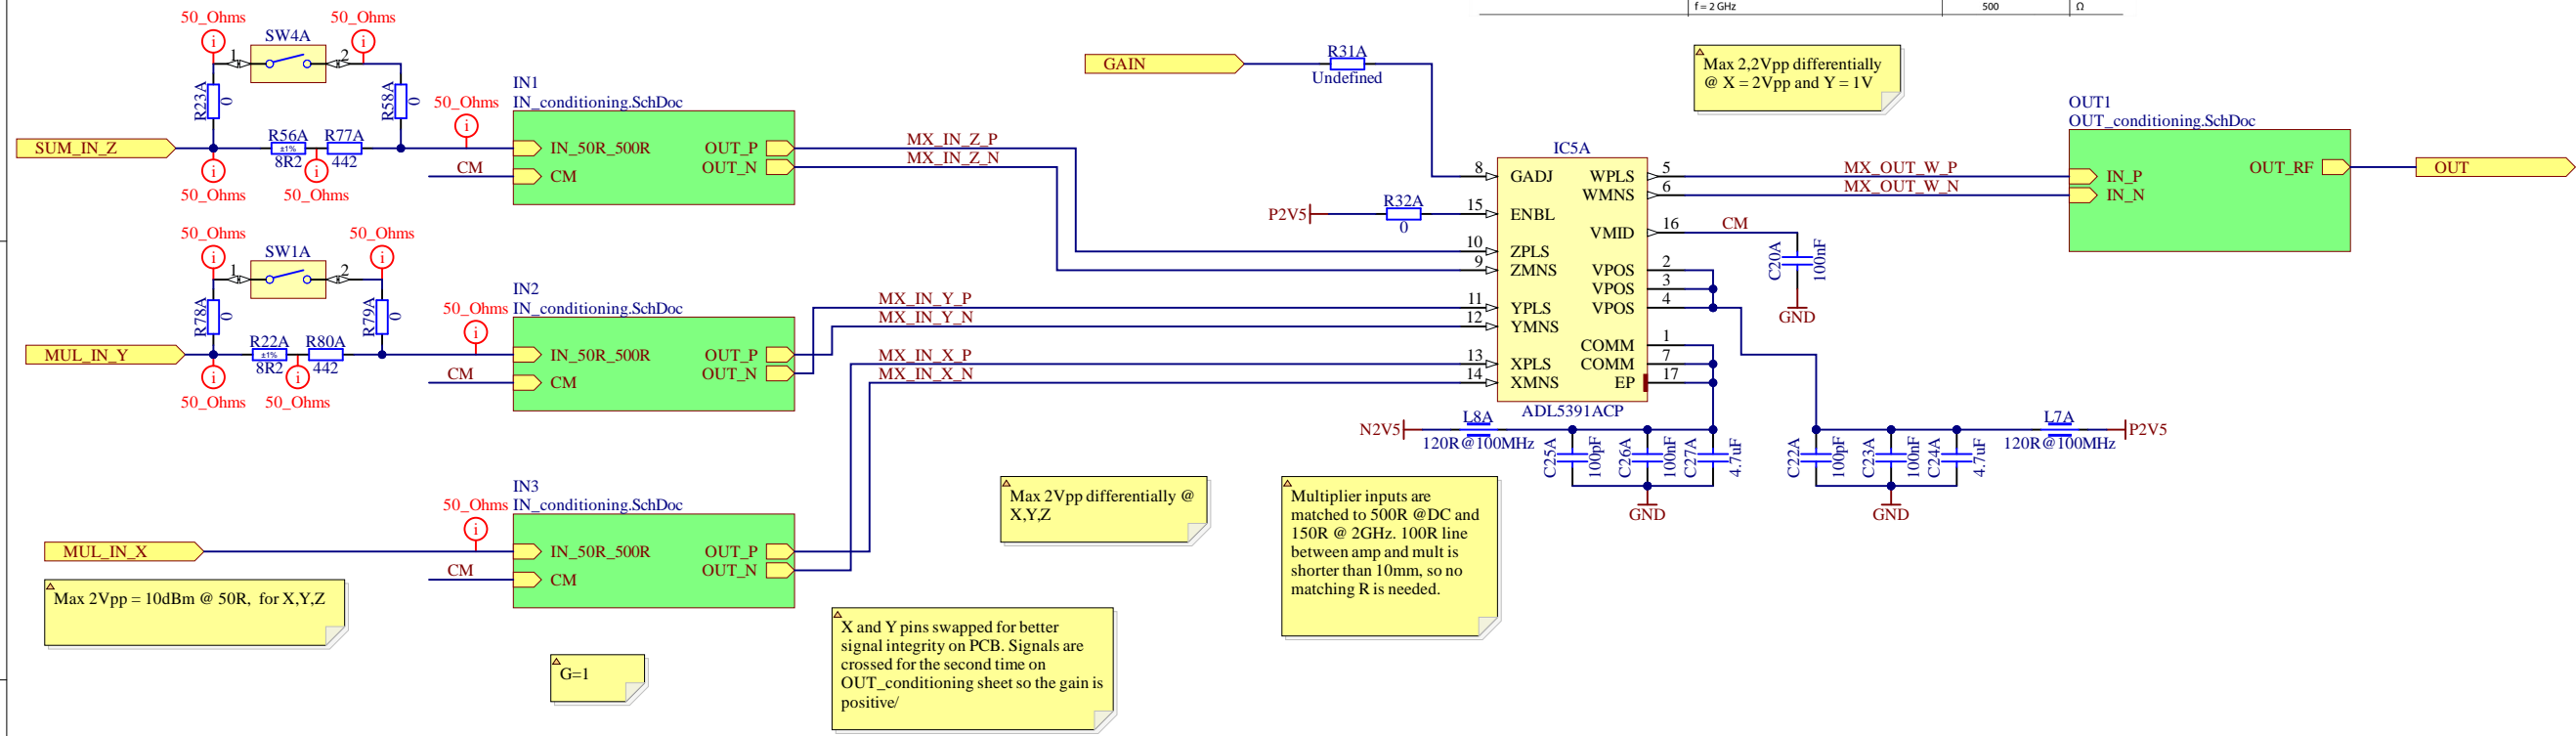 f = 2 GHz 500 Ω
50_Ohms 50_Ohms
SW4A
1 2
R23A 0
R58A 0
50_Ohms
SUM_IN_Z
R56A R77A
±1%
8R2 442
50_Ohms 50_Ohms
IN1
IN_conditioning.SchDoc
IN_50R_500R OUT_P
OUT_N
CM CM
MX_IN_Z_P
MX_IN_Z_N
50_Ohms 50_Ohms
SW1A
1 2
R78A 0
R79A 0
50_Ohms
MUL_IN_Y
R22A R80A
±1%
8R2 442
50_Ohms 50_Ohms
IN2
IN_conditioning.SchDoc
IN_50R_500R OUT_P
OUT_N
CM CM
MX_IN_Y_P
MX_IN_Y_N
MX_IN_X_P
MX_IN_X_N
IN3
50_Ohms IN_conditioning.SchDoc
MUL_IN_X
IN_50R_500R OUT_P
OUT_N
CM CM
Max 2Vpp = 10dBm @ 50R, for X,Y,Z
G=1
X and Y pins swapped for better
signal integrity on PCB. Signals are
crossed for the second time on
OUT_conditioning sheet so the gain is
positive/
Max 2Vpp differentially @
X,Y,Z
Multiplier inputs are
matched to 500R @DC and
150R @ 2GHz. 100R line
between amp and mult is
shorter than 10mm, so no
matching R is needed.
GAIN
R31A
Undefined
P2V5
R32A
0
Max 2,2Vpp differentially
@ X = 2Vpp and Y = 1V
IC5A
8 GADJ WPLS 5
WMNS 6
15 ENBL
VMID 16
10 ZPLS
9 ZMNS VPOS 2
VPOS 3
11 YPLS VPOS 4
12 YMNS
COMM 1
13 XPLS COMM 7
14 XMNS EP 17
ADL5391ACP
MX_OUT_W_P
MX_OUT_W_N
CM
C20A 100nF
GND
OUT1
OUT_conditioning.SchDoc
IN_P
IN_N
OUT_RF
OUT
N2V5
L8A
120R@100MHz
C25A 100pF
C26A 100nF
C27A 4.7uF
GND
C22A 100pF
C23A 100nF
C24A 4.7uF
GND
L7A
120R@100MHz
P2V5